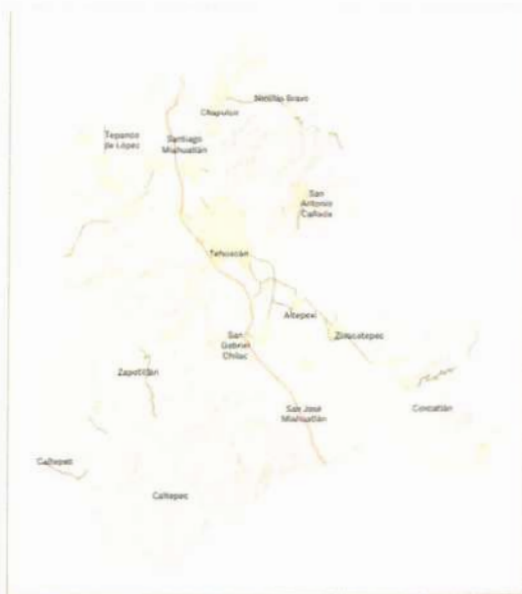 Nicolás Bravo
Chapulco
Tepanco
de López
Santiago
Miahuatlán
San
Antonio
Cañada
Tehuacán
Altepexi
San
Gabriel
Chilac
Zinacatepec
Zapotitlán
San José
Miahuatlán
Coxcatlán
Caltepec
Caltepec